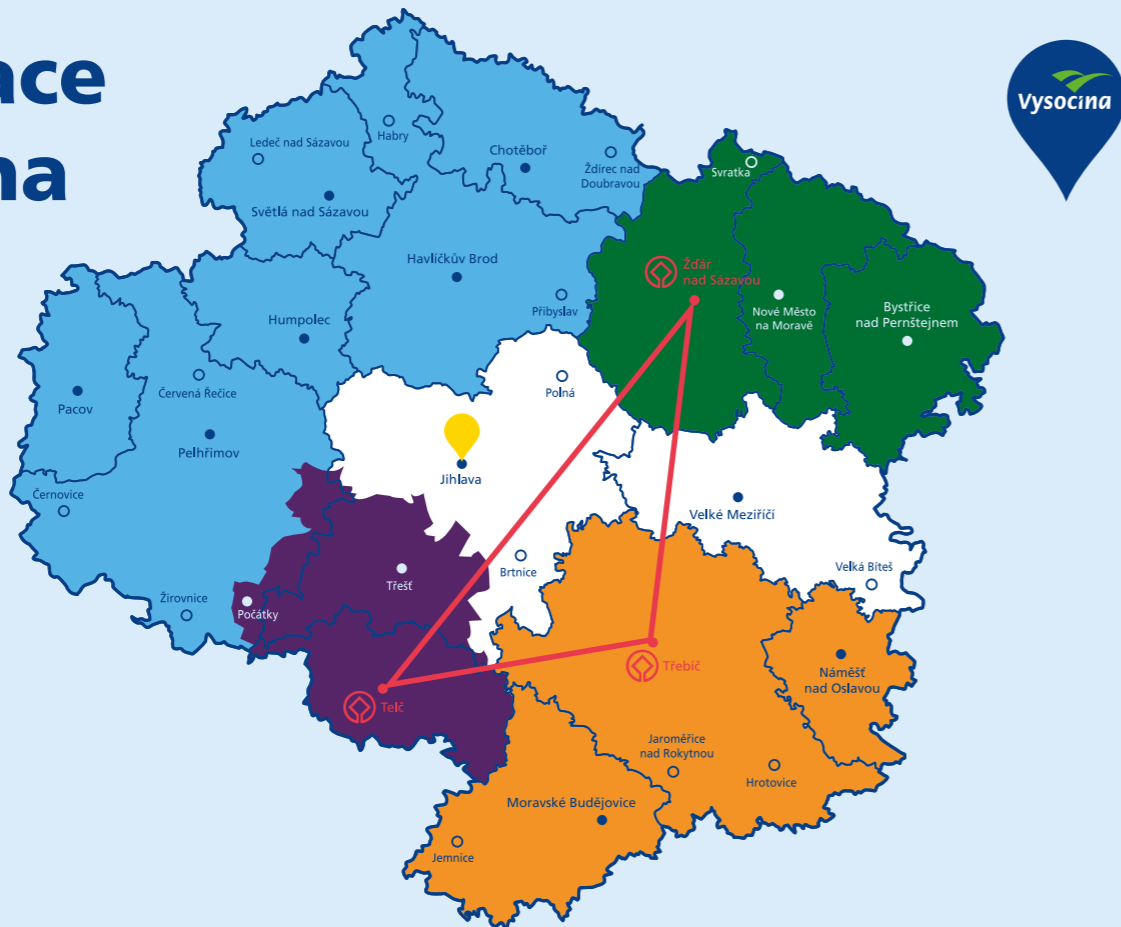 ace
na
Vysočina
Habry
Ledeč nad Sázavou
Chotěboř
Ždírec nad
Doubravou
Svratka
Světlá nad Sázavou
Havlíčkův Brod
Žďár
nad Sázavou
Přibyslav
Nové Město
na Moravě
Bystřice
nad Pernštejnem
Humpolec
Červená Řečice
Polná
Pacov
Pelhřimov
Jihlava
Černovice
Velké Meziříčí
Brtnice
Velká Bíteš
Třešť
Žirovnice
Počátky
Třebíč
Náměšť
nad Oslavou
Telč
Jaroměřice
nad Rokytnou
Hrotovice
Moravské Budějovice
Jemnice